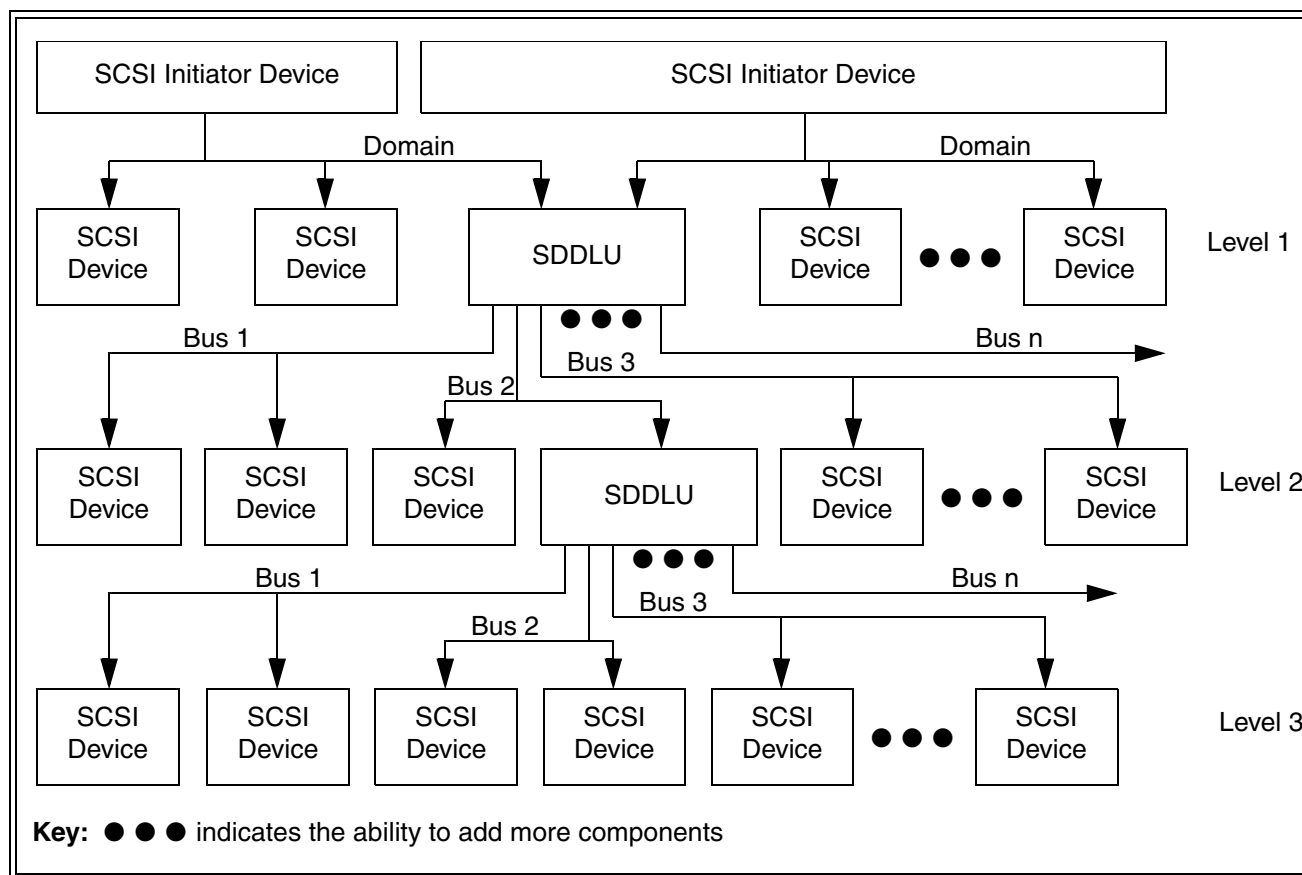 SCSI Initiator Device
SCSI Initiator Device
Domain
Domain
SCSI
Device
SCSI
Device
SDDLU
SCSI
Device
SCSI
Device
Level 1
Bus 1
Bus 2
Bus 3
Bus n
SCSI
Device
SCSI
Device
SCSI
Device
SDDLU
SCSI
Device
SCSI
Device
Level 2
Bus 1
Bus 2
Bus 3
Bus n
SCSI
Device
SCSI
Device
SCSI
Device
SCSI
Device
SCSI
Device
SCSI
Device
Level 3
Key: ● ● ● indicates the ability to add more components